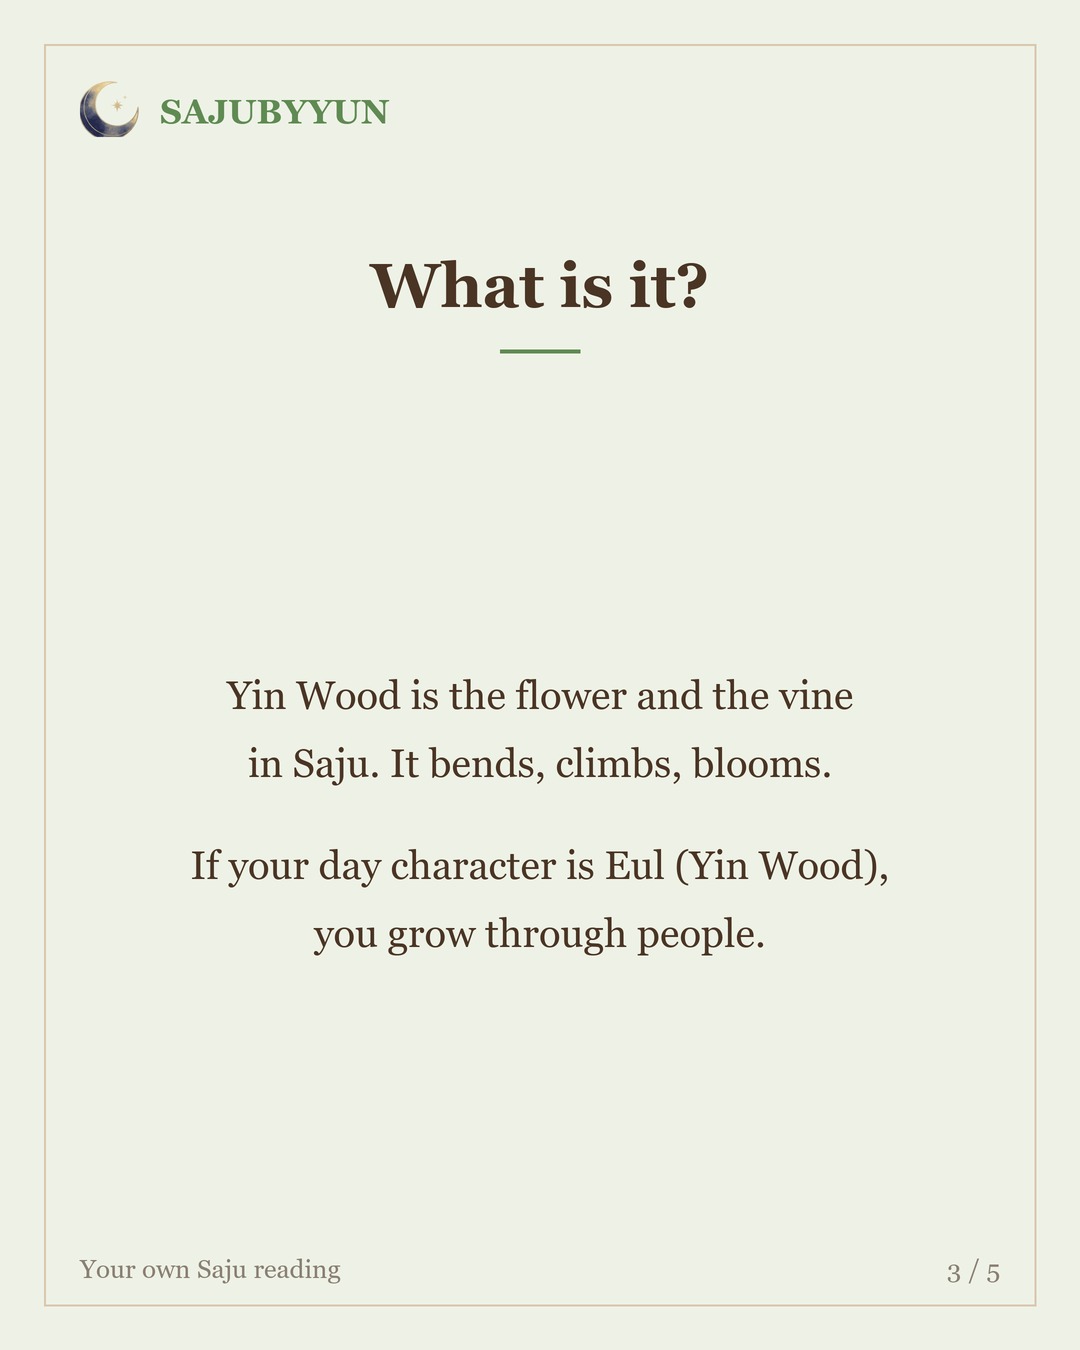 SAJUBYYUN
What is it?
Yin Wood is the flower and the vine
in Saju. It bends, climbs, blooms.
If your day character is Eul (Yin Wood),
you grow through people.
Your own Saju reading
3 / 5